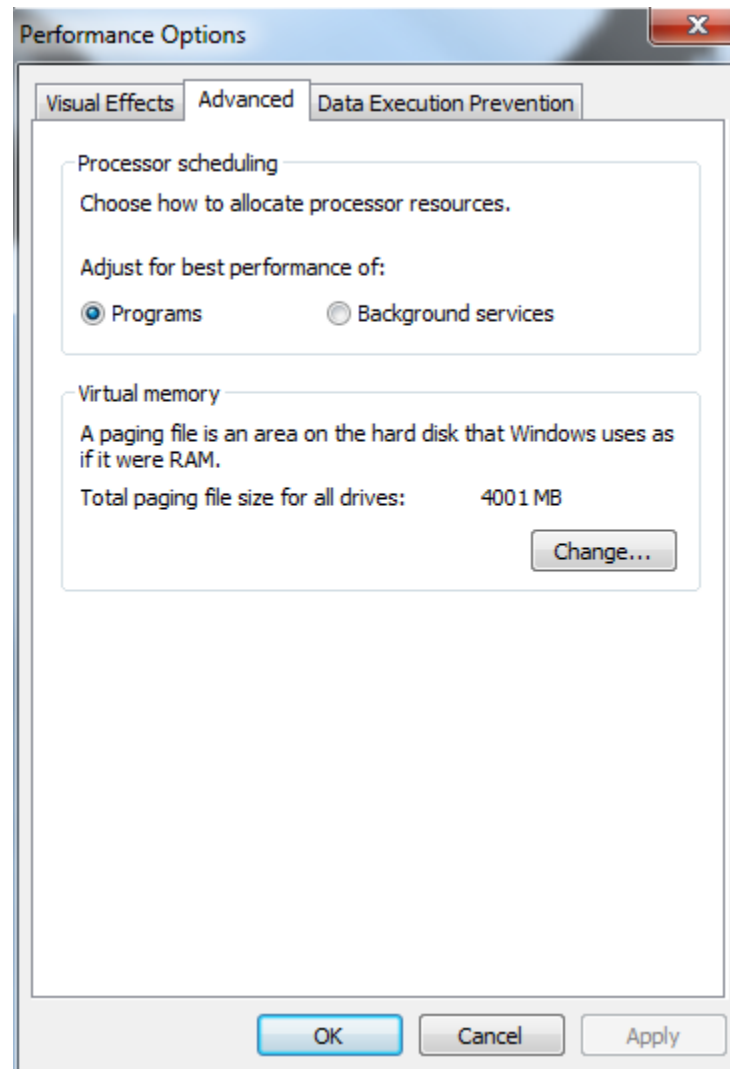 Performance Options
Visual Effects Advanced Data Execution Prevention
Processor scheduling
Choose how to allocate processor resources.
Adjust for best performance of:
Programs Background services
Virtual memory
A paging file is an area on the hard disk that Windows uses as
if it were RAM.
Total paging file size for all drives: 4001 MB
Change...
OK Cancel Apply